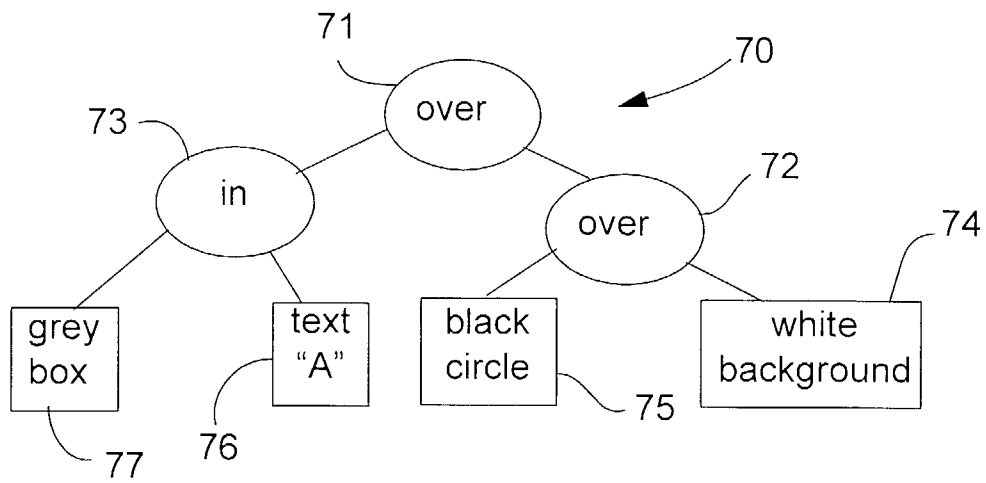 71
over
70
73
in
72
over
74
grey
box
text
“A”
black
circle
white
background
75
76
77